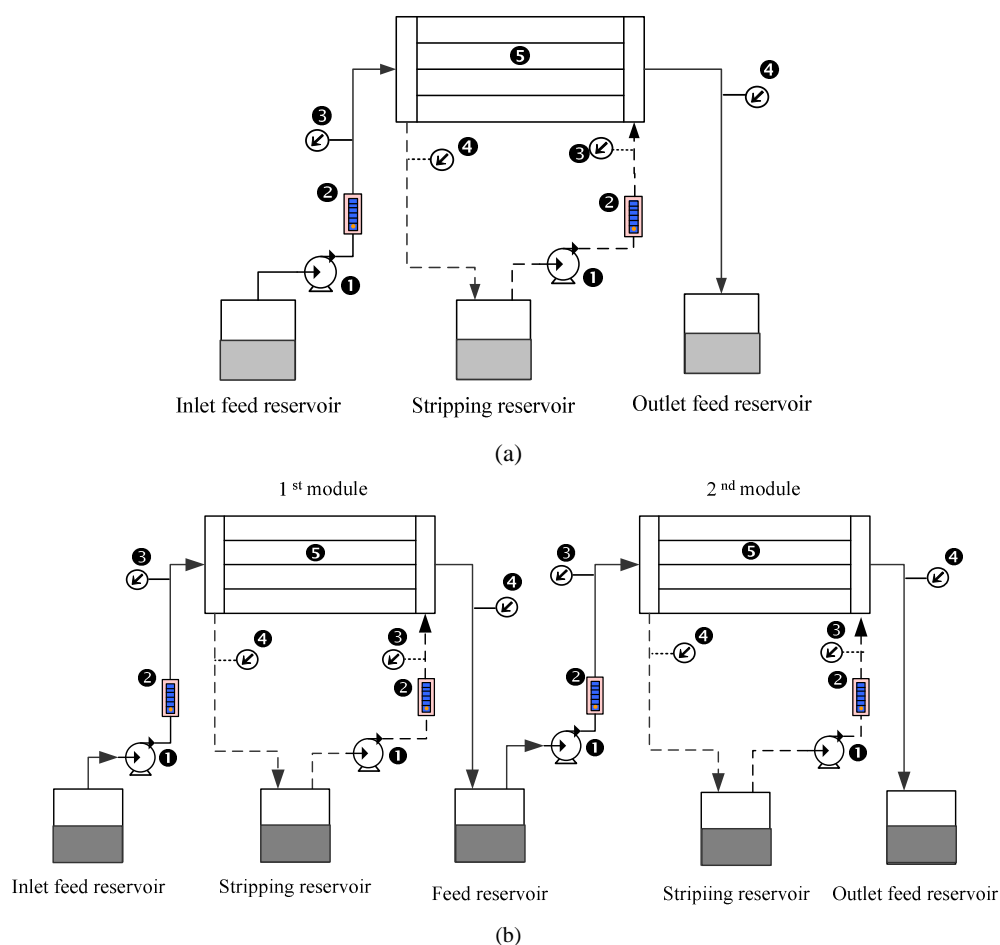 ❺
❹
❸
❹
❸
❷
❷
❶
❶
Inlet feed reservoir
Stripping reservoir
Outlet feed reservoir
(a)
1 st module
2 nd module
❺
❺
❸
❸
❹
❹
❹
❸
❹
❸
❷
❷
❷
❷
❶
❶
❶
❶
Inlet feed reservoir
Stripping reservoir
Feed reservoir
Stripiing reservoir
Outlet feed reservoir
(b)